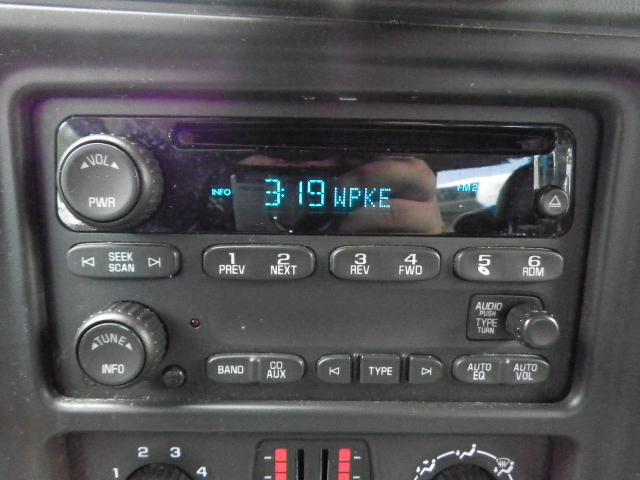 INFO 3:19 WPKE FM2
VOL
PWR
SEEK
SCAN
1 2 3 4 5 6
PREV NEXT REV FWD RDM
AUDIO
PUSH
TYPE
TURN
TUNE
INFO
BAND CD AUX TYPE AUTO EQ AUTO VOL
1 2 3 4